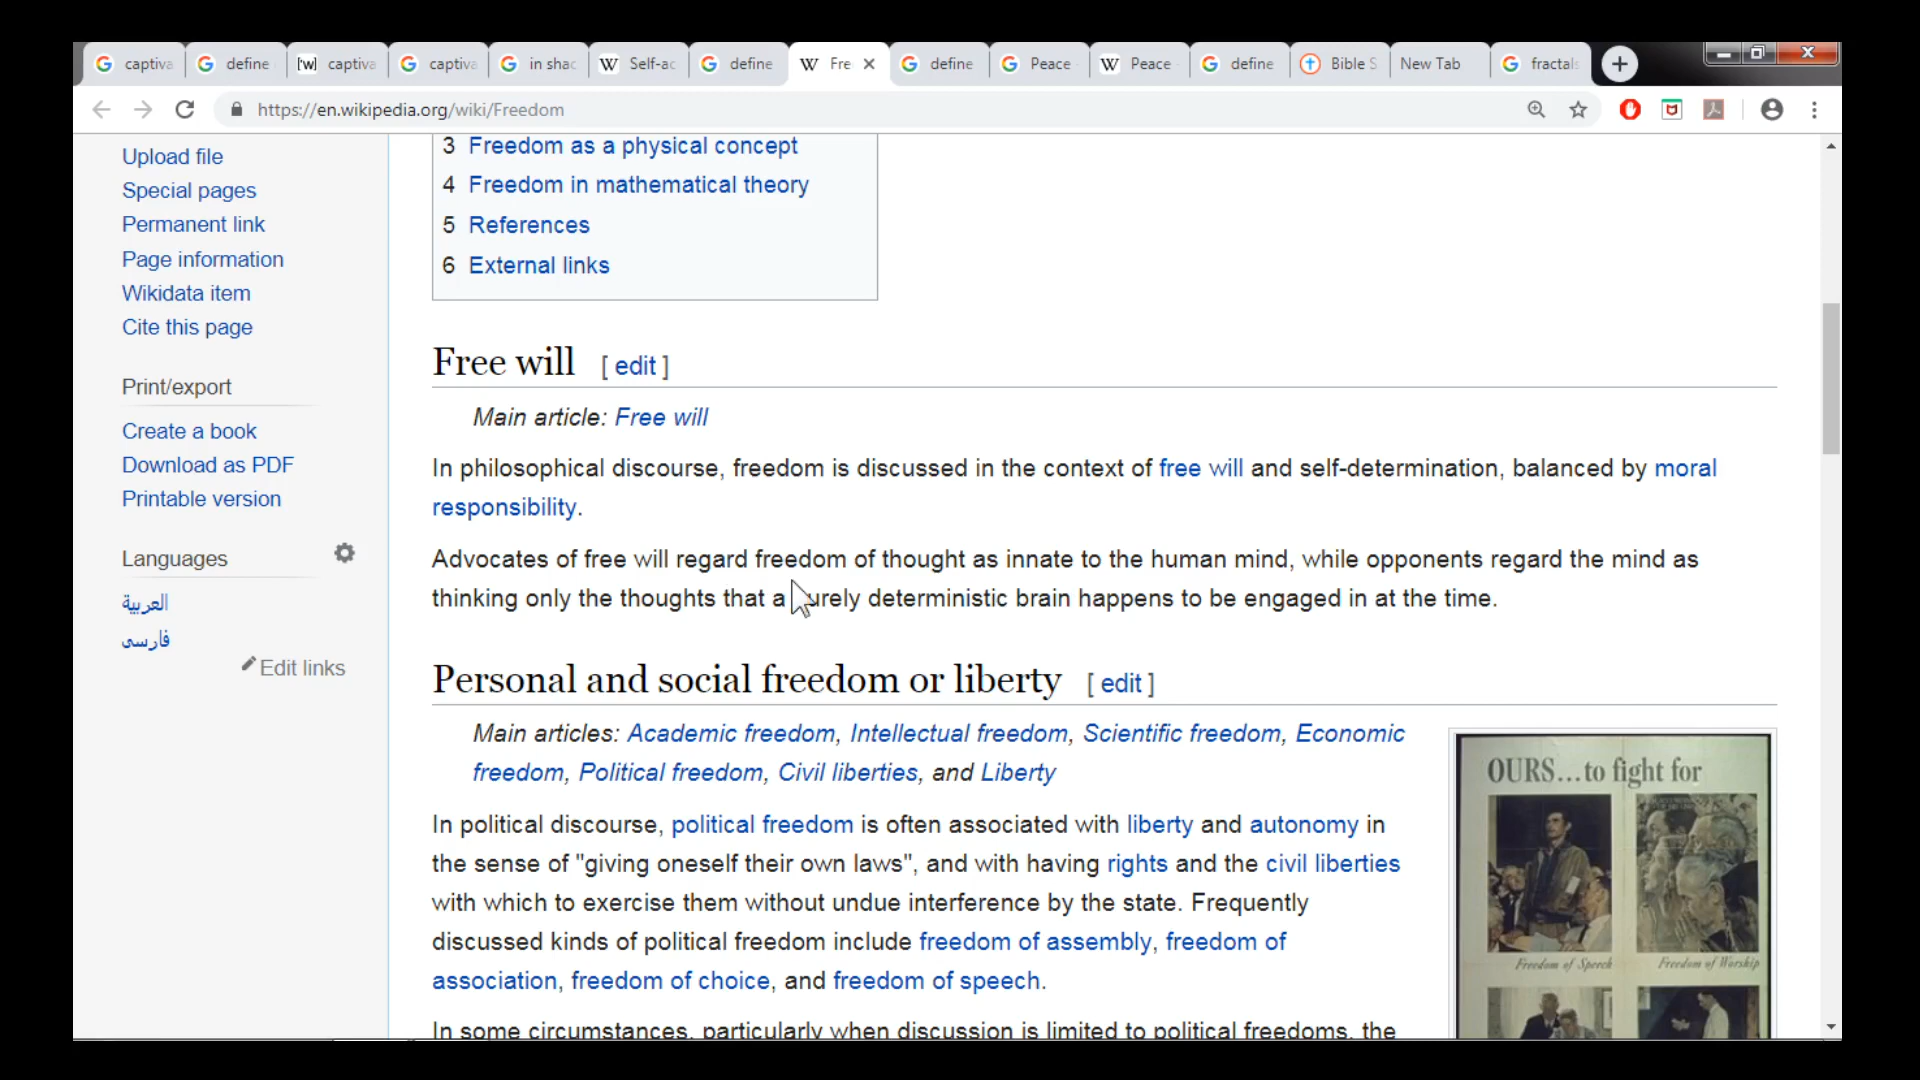 captiva
define
captiva
captiva
in shac
Self-ac
define
Fre
define
Peace
Peace
define
Bible S
New Tab
fractals
https://en.wikipedia.org/wiki/Freedom
Upload file
Special pages
Permanent link
Page information
Wikidata item
Cite this page
Print/export
Create a book
Download as PDF
Printable version
Languages
العربية
فارسی
Edit links
3 Freedom as a physical concept
4 Freedom in mathematical theory
5 References
6 External links
Free will [ edit ]
Main article: Free will
In philosophical discourse, freedom is discussed in the context of free will and self-determination, balanced by moral
responsibility.
Advocates of free will regard freedom of thought as innate to the human mind, while opponents regard the mind as
thinking only the thoughts that a purely deterministic brain happens to be engaged in at the time.
Personal and social freedom or liberty [ edit ]
Main articles: Academic freedom, Intellectual freedom, Scientific freedom, Economic
freedom, Political freedom, Civil liberties, and Liberty
In political discourse, political freedom is often associated with liberty and autonomy in
the sense of "giving oneself their own laws", and with having rights and the civil liberties
with which to exercise them without undue interference by the state. Frequently
discussed kinds of political freedom include freedom of assembly, freedom of
association, freedom of choice, and freedom of speech.
In some circumstances, particularly when discussion is limited to political freedoms, the
OURS...to fight for
Freedom of Speech
Freedom of Worship